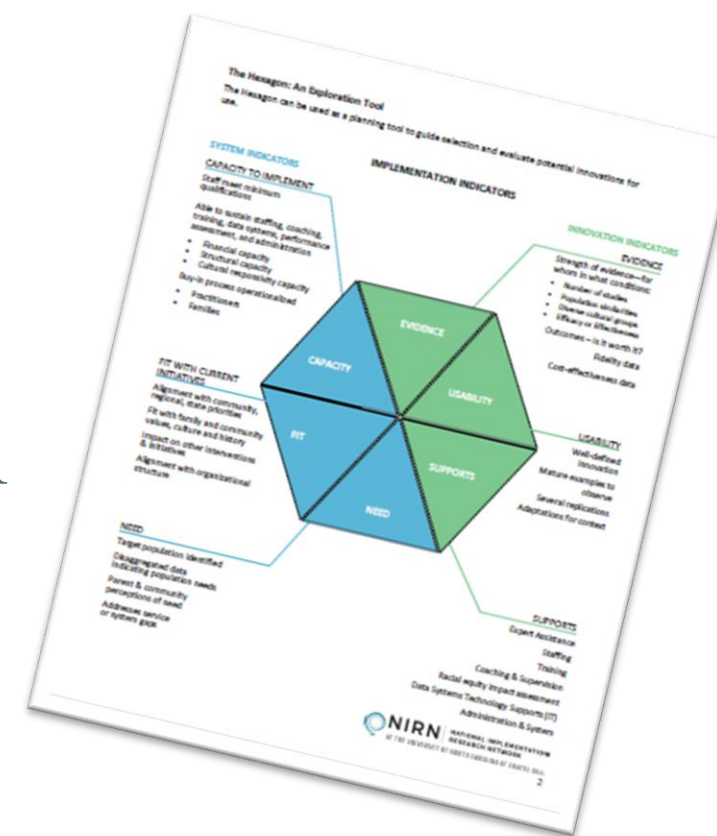 The Hexagon: An Exploration Tool
The Hexagon can be used as a planning tool to guide selection and evaluate potential innovations for
use.
IMPLEMENTATION INDICATORS
SYSTEM INDICATORS
CAPACITY TO IMPLEMENT
Staff meet minimum
qualifications
Able to sustain staffing, coaching,
training, data systems, performance
assessment, and administration
• Financial capacity
• Structural capacity
• Cultural responsivity capacity
Buy-in process operationalized
• Practitioners
• Families
FIT WITH CURRENT
INITIATIVES
Alignment with community,
regional, state priorities
Fit with family and community
values, culture and history
Impact on other interventions
& initiatives
Alignment with organizational
structure
NEED
Target population identified
Disaggregated data
indicating population needs
Parent & community
perceptions of need
Addresses service
or system gaps
EVIDENCE
CAPACITY
USABILITY
FIT
SUPPORTS
NEED
INNOVATION INDICATORS
EVIDENCE
Strength of evidence—for
whom in what conditions:
• Number of studies
• Population similarities
• Diverse cultural groups
• Efficacy or Effectiveness
Outcomes – is it worth it?
Fidelity data
Cost-effectiveness data
USABILITY
Well-defined
innovation
Mature examples to
observe
Several replications
Adaptations for context
SUPPORTS
Expert Assistance
Staffing
Training
Coaching & Supervision
Racial equity impact assessment
Data Systems Technology Supports (IT)
Administration & System
NIRN
NATIONAL IMPLEMENTATION
RESEARCH NETWORK
AT THE UNIVERSITY OF NORTH CAROLINA AT CHAPEL HILL
2